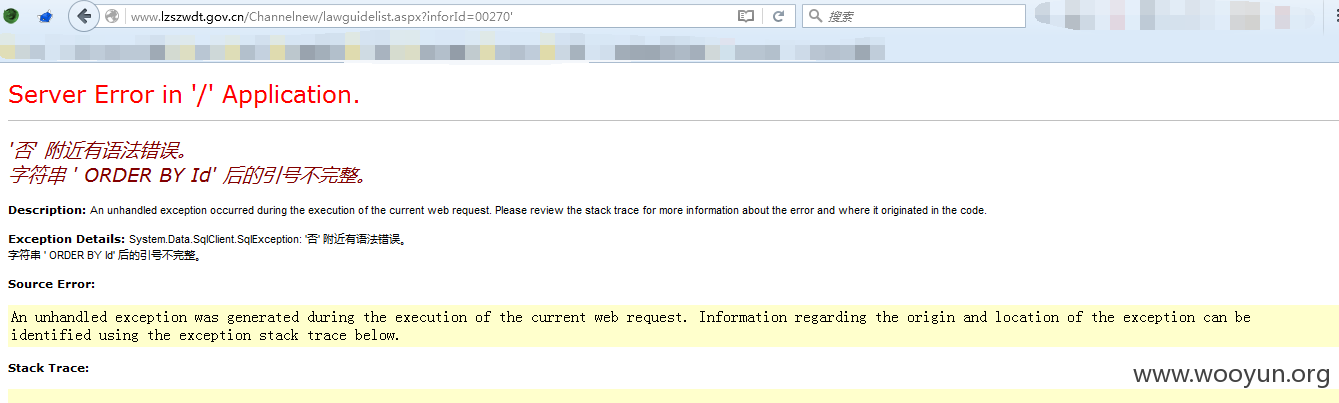 www.lzszwdt.gov.cn/Channelnew/lawguidelist.aspx?inforId=00270'
搜索
Server Error in '/' Application.
'否' 附近有语法错误。
字符串 ' ORDER BY Id' 后的引号不完整。
Description: An unhandled exception occurred during the execution of the current web request. Please review the stack trace for more information about the error and where it originated in the code.
Exception Details: System.Data.SqlClient.SqlException: '否' 附近有语法错误。
字符串 ' ORDER BY Id' 后的引号不完整。
Source Error:
An unhandled exception was generated during the execution of the current web request. Information regarding the origin and location of the exception can be
identified using the exception stack trace below.
Stack Trace:
www.wooyun.org